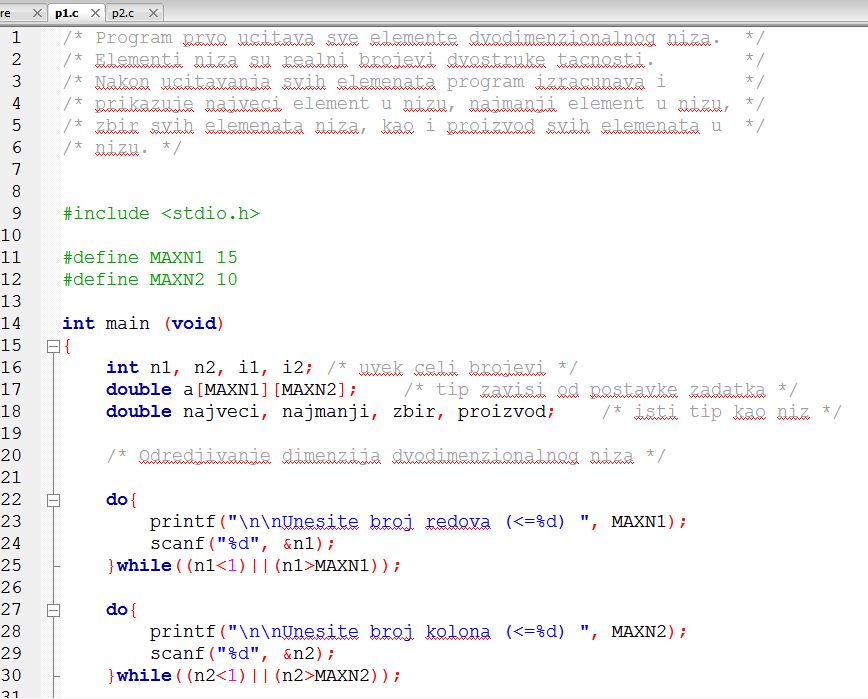 re p1.c p2.c
1 /* Program prvo ucitava sve elemente dvodimenzionalnog niza. */
2 /* Elementi niza su realni brojevi dvostruke tacnosti. */
3 /* Nakon ucitavanja svih elemenata program izracunava i */
4 /* prikazuje najveci element u nizu, najmanji element u nizu, */
5 /* zbir svih elemenata niza, kao i proizvod svih elemenata u */
6 /* nizu. */
7
8
9 #include <stdio.h>
10
11 #define MAXN1 15
12 #define MAXN2 10
13
14 int main (void)
15 {
16 int n1, n2, i1, i2; /* uvek celi brojevi */
17 double a[MAXN1][MAXN2]; /* tip zavisi od postavke zadatka */
18 double najveci, najmanji, zbir, proizvod; /* isti tip kao niz */
19
20 /* Odredjivanje dimenzija dvodimenzionalnog niza */
21
22 do{
23 printf("\n\nUnesite broj redova (<=%d) ", MAXN1);
24 scanf("%d", &n1);
25 }while((n1<1)||(n1>MAXN1));
26
27 do{
28 printf("\n\nUnesite broj kolona (<=%d) ", MAXN2);
29 scanf("%d", &n2);
30 }while((n2<1)||(n2>MAXN2));
31